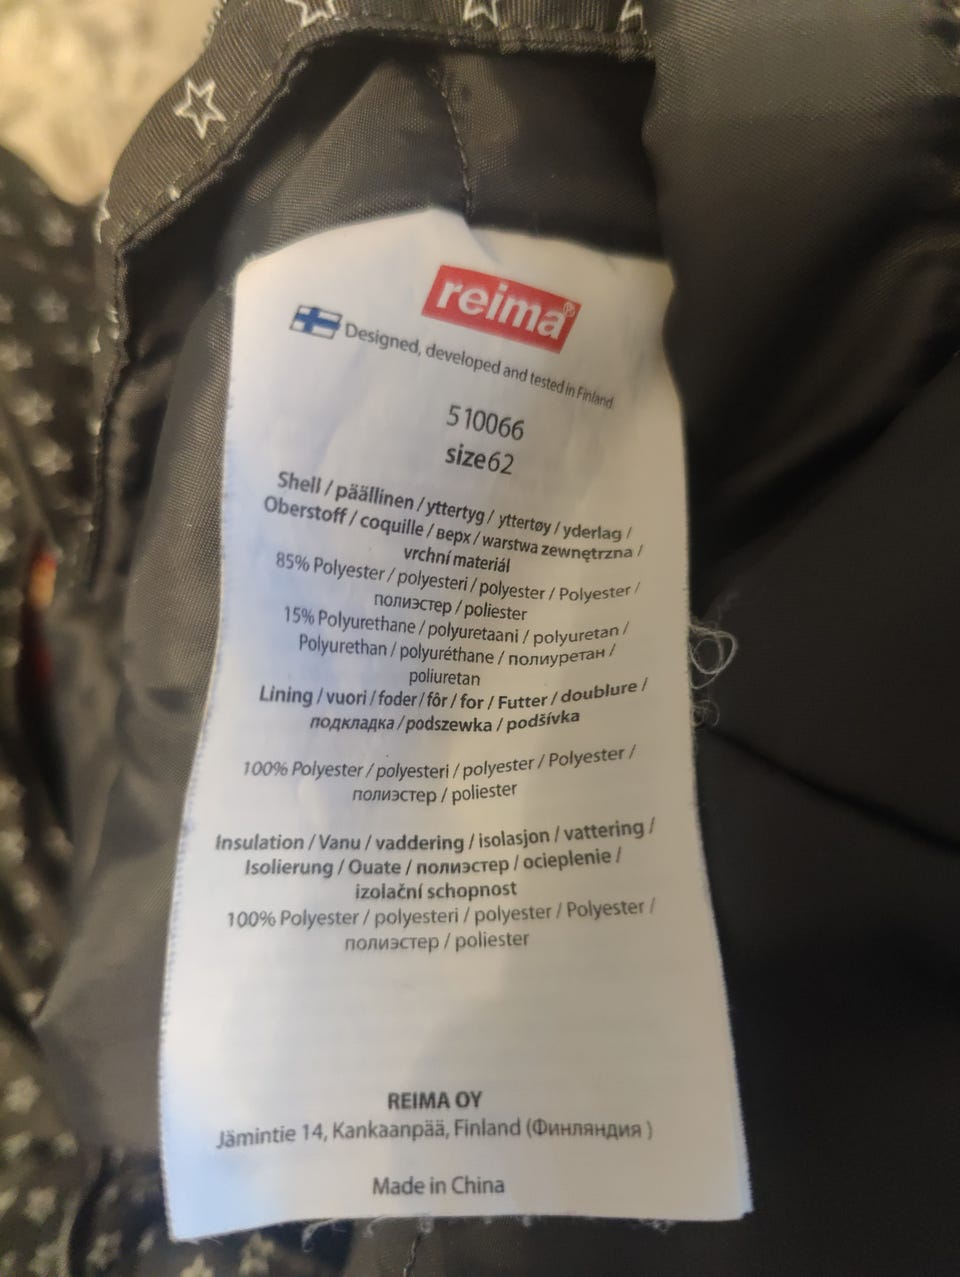 reima®
Designed, developed and tested in Finland
510066
size62
Shell / päällinen / yttertyg / yttertøy / yderlag /
Oberstoff / coquille / верх / warstwa zewnętrzna /
vrchní materiál
85% Polyester / polyesteri / polyester / Polyester /
полиэстер / poliester
15% Polyurethane / polyuretaani / polyuretan /
Polyurethan / polyuréthane / полиуретан /
poliuretan
Lining / vuori / foder / fôr / for / Futter / doublure /
подкладка / podszewka / podšívka
100% Polyester / polyesteri / polyester / Polyester /
полиэстер / poliester
Insulation / Vanu / vaddering / isolasjon / vattering /
Isolierung / Ouate / полиэстер / ocieplenie /
izolační schopnost
100% Polyester / polyesteri / polyester / Polyester /
полиэстер / poliester
REIMA OY
Jämintie 14, Kankaanpää, Finland (Финляндия )
Made in China